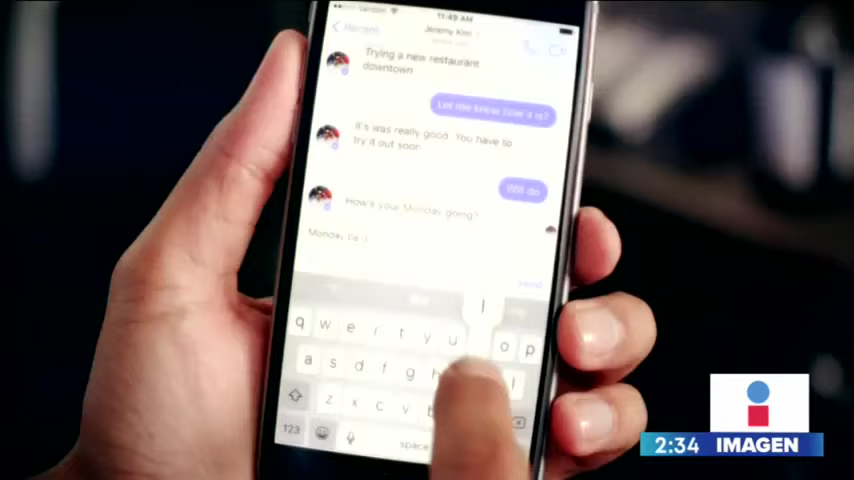 Verizon
11:49 AM
Recent
Jeremy Kim
Trying a new restaurant
downtown
Let me know how it is?
It's was really good. You have to
try it out soon
Will do
How's your Monday going?
Monday
send
I
q w e r t y u o p
a s d f g h l
z x c v b
123
space
2:34 IMAGEN